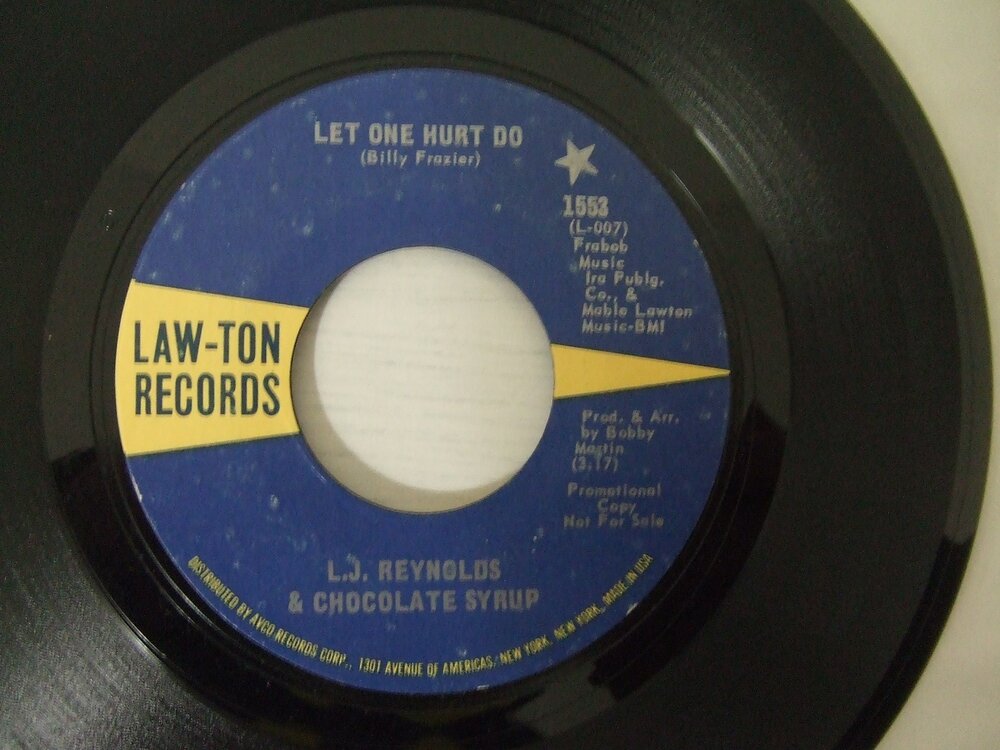 LET ONE HURT DO
(Billy Frazier)
1553
(L-007)
Frabob
Music
Ira Publg.
Co., &
Mable Lawton
Music-BMI
LAW-TON
RECORDS
Prod. & Arr.
by Bobby
Martin
(3.17)
Promotional
Copy
Not For Sale
L.J. REYNOLDS
& CHOCOLATE SYRUP
DISTRIBUTED BY AVCO RECORDS CORP., 1301 AVENUE OF AMERICAS, NEW YORK, NEW YORK, MADE IN USA